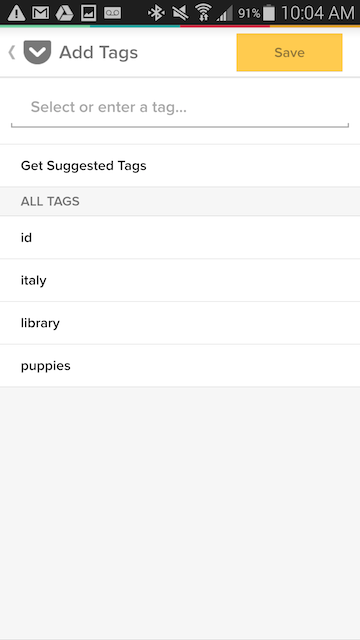 91% 10:04 AM
Add Tags Save
Select or enter a tag...
Get Suggested Tags
ALL TAGS
id
italy
library
puppies